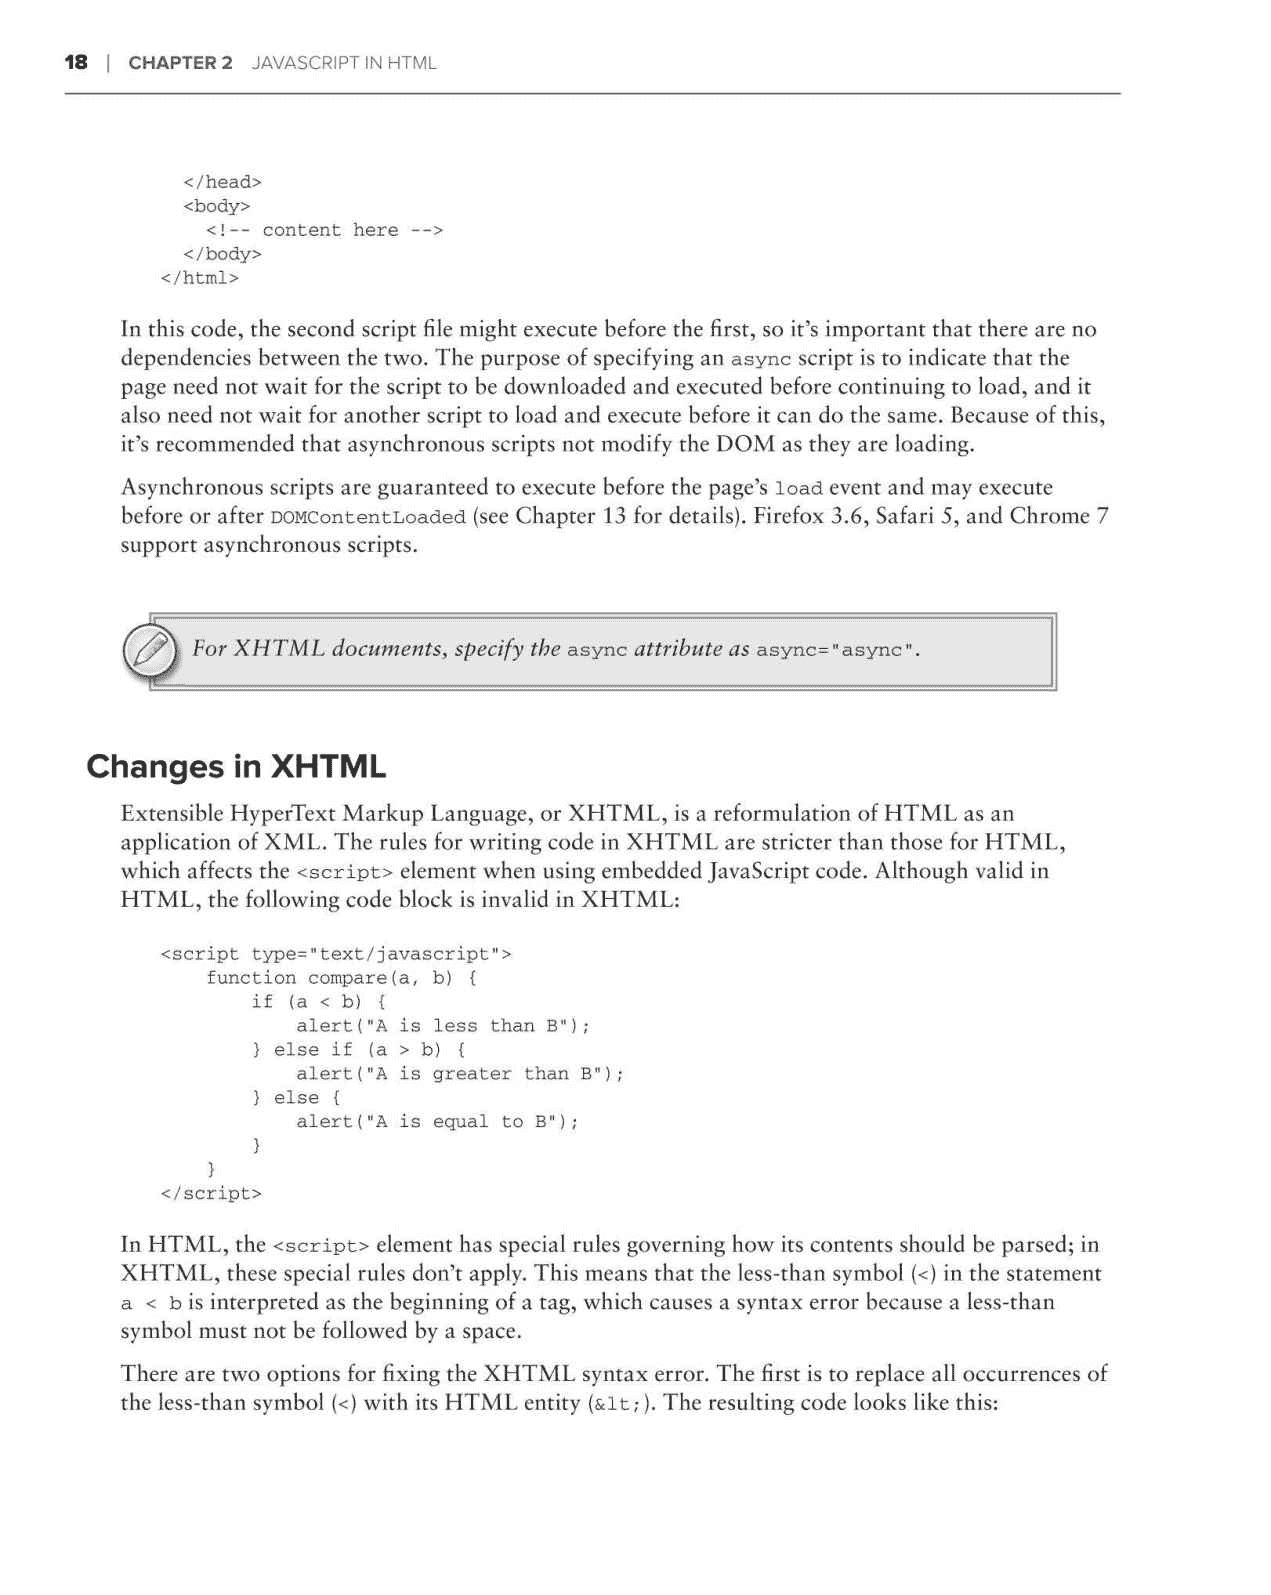 18 | CHAPTER 2 JAVASCRIPT IN HTML
</head>
<body>
<!-- content here -->
</body>
</html>
In this code, the second script file might execute before the first, so it’s important that there are no
dependencies between the two. The purpose of specifying an async script is to indicate that the
page need not wait for the script to be downloaded and executed before continuing to load, and it
also need not wait for another script to load and execute before it can do the same. Because of this,
it’s recommended that asynchronous scripts not modify the DOM as they are loading.
Asynchronous scripts are guaranteed to execute before the page’s load event and may execute
before or after DOMContentLoaded (see Chapter 13 for details). Firefox 3.6, Safari 5, and Chrome 7
support asynchronous scripts.
For XHTML documents, specify the async attribute as async="async".
Changes in XHTML
Extensible HyperText Markup Language, or XHTML, is a reformulation of HTML as an
application of XML. The rules for writing code in XHTML are stricter than those for HTML,
which affects the <script> element when using embedded JavaScript code. Although valid in
HTML, the following code block is invalid in XHTML:
<script type="text/javascript">
function compare(a, b) {
if (a < b) {
alert("A is less than B");
} else if (a > b) {
alert("A is greater than B");
} else {
alert("A is equal to B");
}
}
</script>
In HTML, the <script> element has special rules governing how its contents should be parsed; in
XHTML, these special rules don’t apply. This means that the less-than symbol (<) in the statement
a < b is interpreted as the beginning of a tag, which causes a syntax error because a less-than
symbol must not be followed by a space.
There are two options for fixing the XHTML syntax error. The first is to replace all occurrences of
the less-than symbol (<) with its HTML entity (&lt;). The resulting code looks like this: